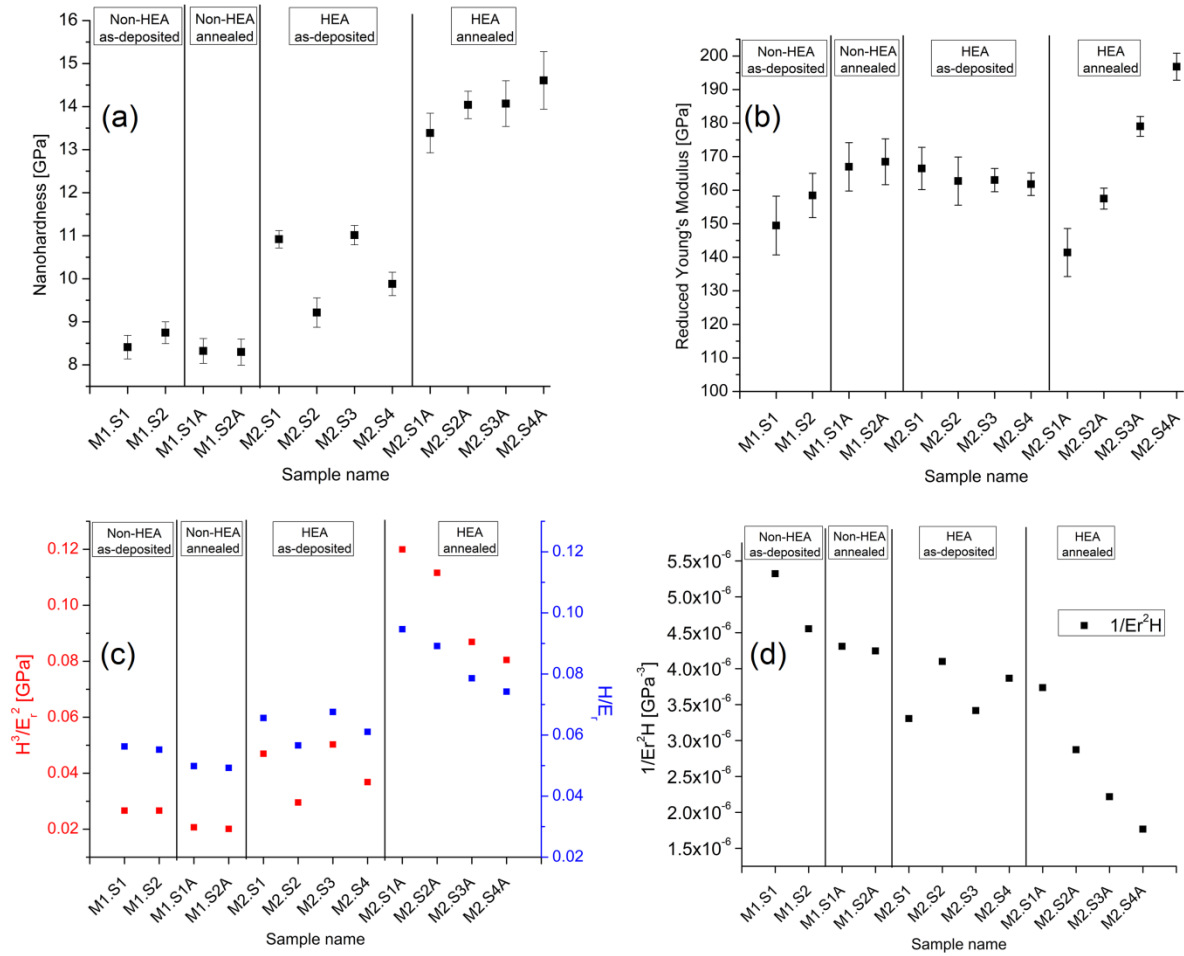 Non-HEA
as-deposited
Non-HEA
annealed
HEA
as-deposited
HEA
annealed
(a)
Nanohardness [GPa]
16
15
14
13
12
11
10
9
8
M1.S1
M1.S2
M1.S1A
M1.S2A
M2.S1
M2.S2
M2.S3
M2.S4
M2.S1A
M2.S2A
M2.S3A
M2.S4A
Sample name
Non-HEA
as-deposited
Non-HEA
annealed
HEA
as-deposited
HEA
annealed
(b)
Reduced Young's Modulus [GPa]
200
190
180
170
160
150
140
130
120
110
100
M1.S1
M1.S2
M1.S1A
M1.S2A
M2.S1
M2.S2
M2.S3
M2.S4
M2.S1A
M2.S2A
M2.S3A
M2.S4A
Sample name
Non-HEA
as-deposited
Non-HEA
annealed
HEA
as-deposited
HEA
annealed
(c)
H³/Eᵣ² [GPa]
0.12
0.10
0.08
0.06
0.04
0.02
H/Eᵣ
0.12
0.10
0.08
0.06
0.04
0.02
M1.S1
M1.S2
M1.S1A
M1.S2A
M2.S1
M2.S2
M2.S3
M2.S4
M2.S1A
M2.S2A
M2.S3A
M2.S4A
Sample name
Non-HEA
as-deposited
Non-HEA
annealed
HEA
as-deposited
HEA
annealed
1/Er²H
(d)
1/Er²H [GPa⁻³]
5.5x10⁻⁶
5.0x10⁻⁶
4.5x10⁻⁶
4.0x10⁻⁶
3.5x10⁻⁶
3.0x10⁻⁶
2.5x10⁻⁶
2.0x10⁻⁶
1.5x10⁻⁶
M1.S1
M1.S2
M1.S1A
M1.S2A
M2.S1
M2.S2
M2.S3
M2.S4
M2.S1A
M2.S2A
M2.S3A
M2.S4A
Sample name